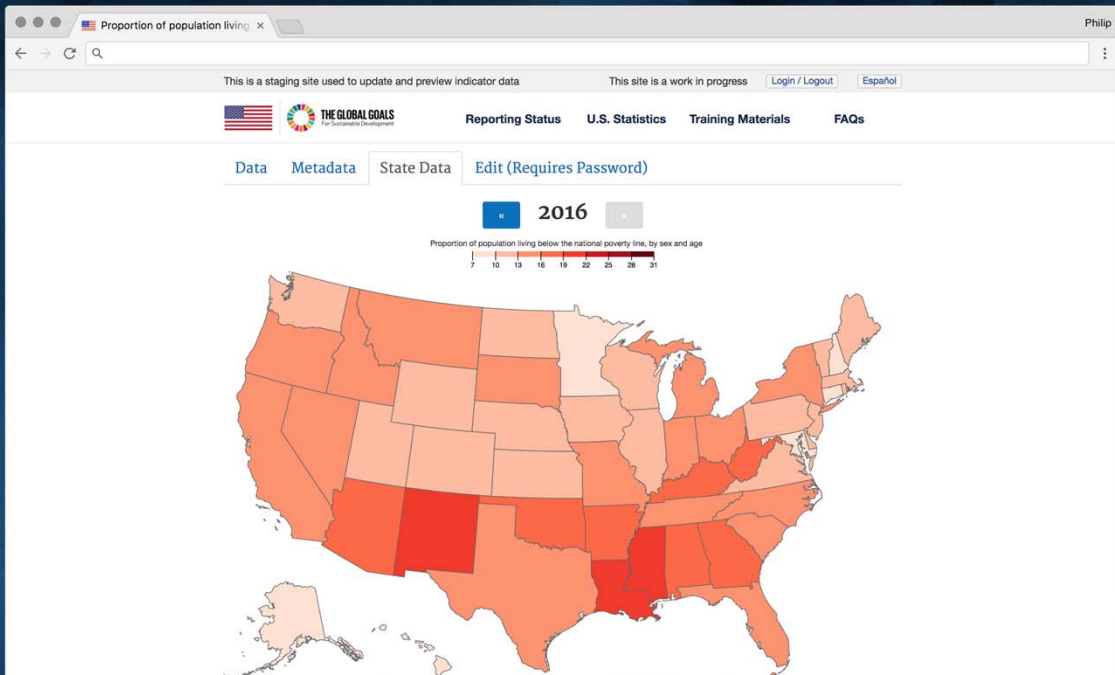 Proportion of population living
Philip
This is a staging site used to update and preview indicator data This site is a work in progress Login / Logout Español
THE GLOBAL GOALS
For Sustainable Development
Reporting Status U.S. Statistics Training Materials FAQs
Data Metadata State Data Edit (Requires Password)
« 2016 »
Proportion of population living below the national poverty line, by sex and age
7 10 13 16 19 22 25 28 31